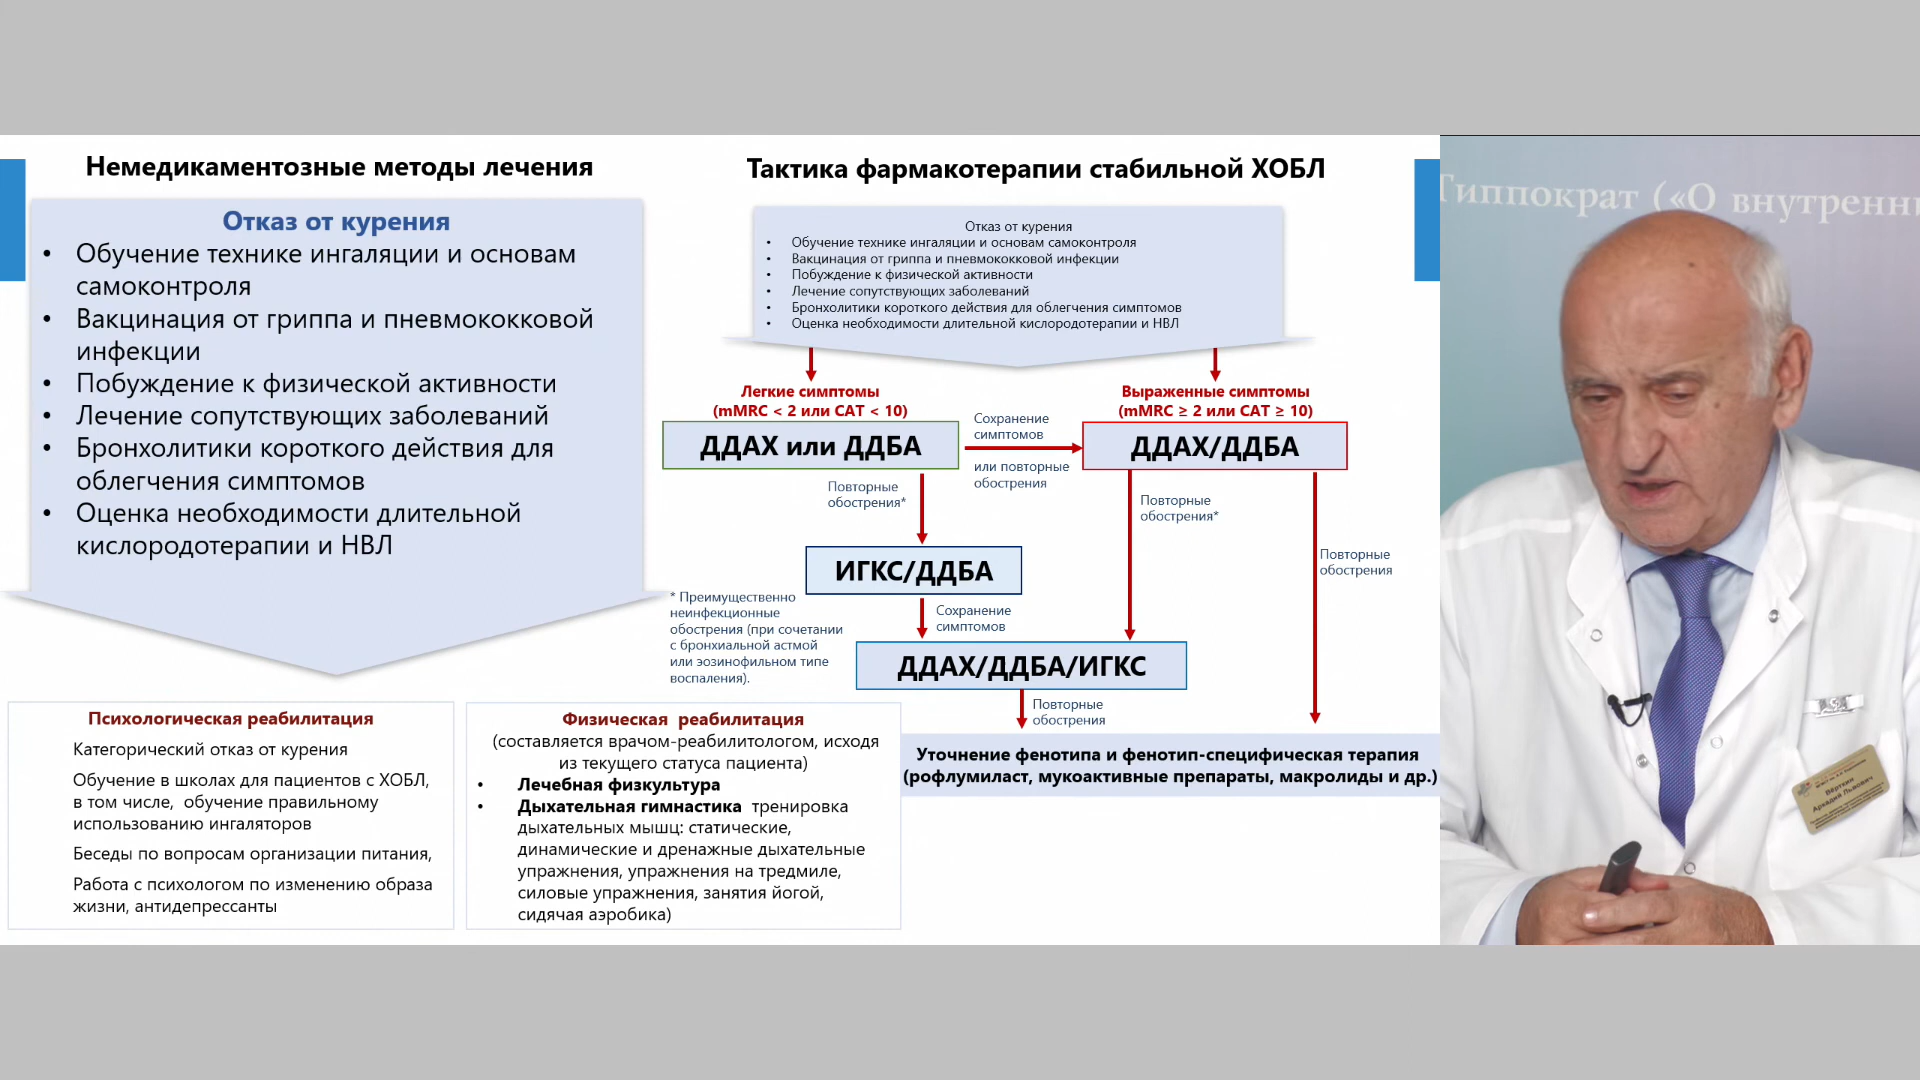 Немедикаментозные методы лечения
Отказ от курения
• Обучение технике ингаляции и основам
самоконтроля
• Вакцинация от гриппа и пневмококковой
инфекции
• Побуждение к физической активности
• Лечение сопутствующих заболеваний
• Бронхолитики короткого действия для
облегчения симптомов
• Оценка необходимости длительной
кислородотерапии и НВЛ
Психологическая реабилитация
Категорический отказ от курения
Обучение в школах для пациентов с ХОБЛ,
в том числе, обучение правильному
использованию ингаляторов
Беседы по вопросам организации питания,
Работа с психологом по изменению образа
жизни, антидепрессанты
Физическая реабилитация
(составляется врачом-реабилитологом, исходя
из текущего статуса пациента)
• Лечебная физкультура
• Дыхательная гимнастика тренировка
дыхательных мышц: статические,
динамические и дренажные дыхательные
упражнения, упражнения на тредмиле,
силовые упражнения, занятия йогой,
сидячая аэробика)
Тактика фармакотерапии стабильной ХОБЛ
Отказ от курения
• Обучение технике ингаляции и основам самоконтроля
• Вакцинация от гриппа и пневмококковой инфекции
• Побуждение к физической активности
• Лечение сопутствующих заболеваний
• Бронхолитики короткого действия для облегчения симптомов
• Оценка необходимости длительной кислородотерапии и НВЛ
Легкие симптомы
(mMRC < 2 или CAT < 10)
ДДАХ или ДДБА
Сохранение
симптомов
или повторные
обострения
Выраженные симптомы
(mMRC ≥ 2 или CAT ≥ 10)
ДДАХ/ДДБА
Повторные
обострения*
Повторные
обострения*
Повторные
обострения
ИГКС/ДДБА
* Преимущественно
неинфекционные
обострения (при сочетании
с бронхиальной астмой
или эозинофильном типе
воспаления).
Сохранение
симптомов
ДДАХ/ДДБА/ИГКС
Повторные
обострения
Уточнение фенотипа и фенотип-специфическая терапия
(рофлумиласт, мукоактивные препараты, макролиды и др.)
Гиппократ («О внутренн
Верткин
Аркадий Львович